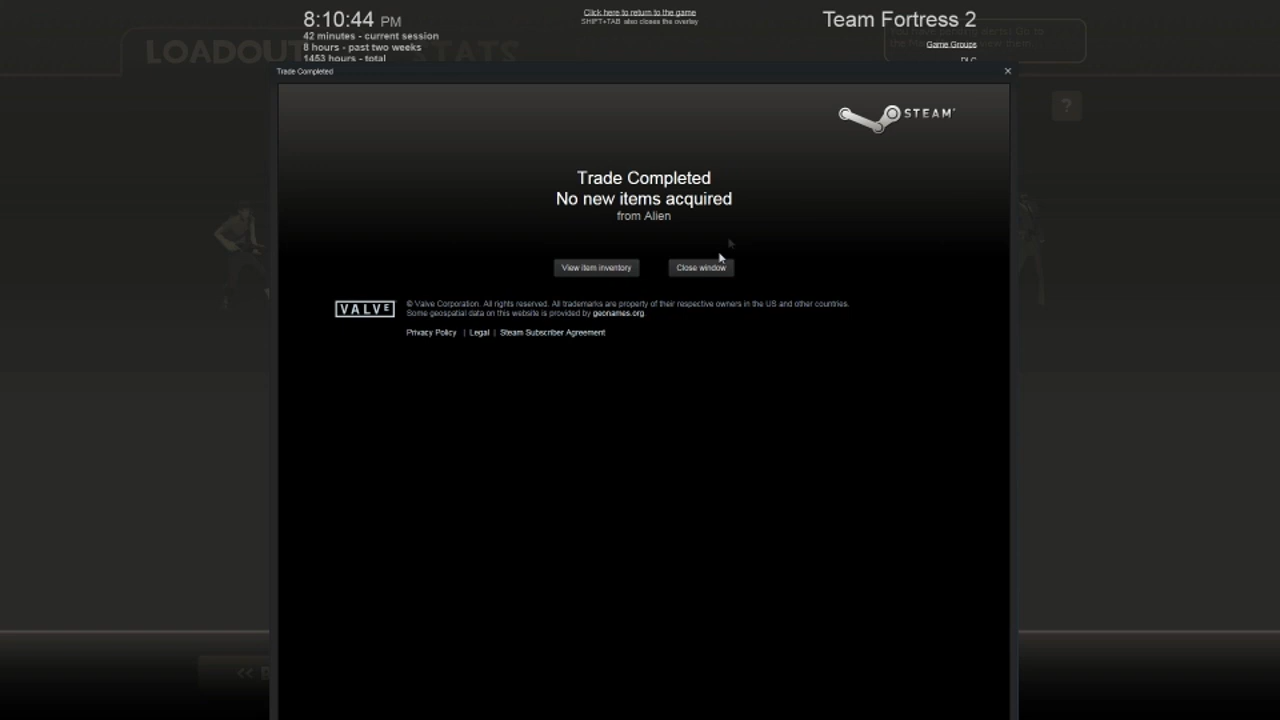 8:10:44 PM
42 minutes - current session
8 hours - past two weeks
1453 hours - total
Click here to return to the game
SHIFT+TAB also closes the overlay
Team Fortress 2
Game Groups
DLC
LOADOUT
STATS
Trade Completed
STEAM
Trade Completed
No new items acquired
from Alien
View item inventory
Close window
VALVE
© Valve Corporation. All rights reserved. All trademarks are property of their respective owners in the US and other countries.
Some geospatial data on this website is provided by geonames.org.
Privacy Policy | Legal | Steam Subscriber Agreement
?
<<